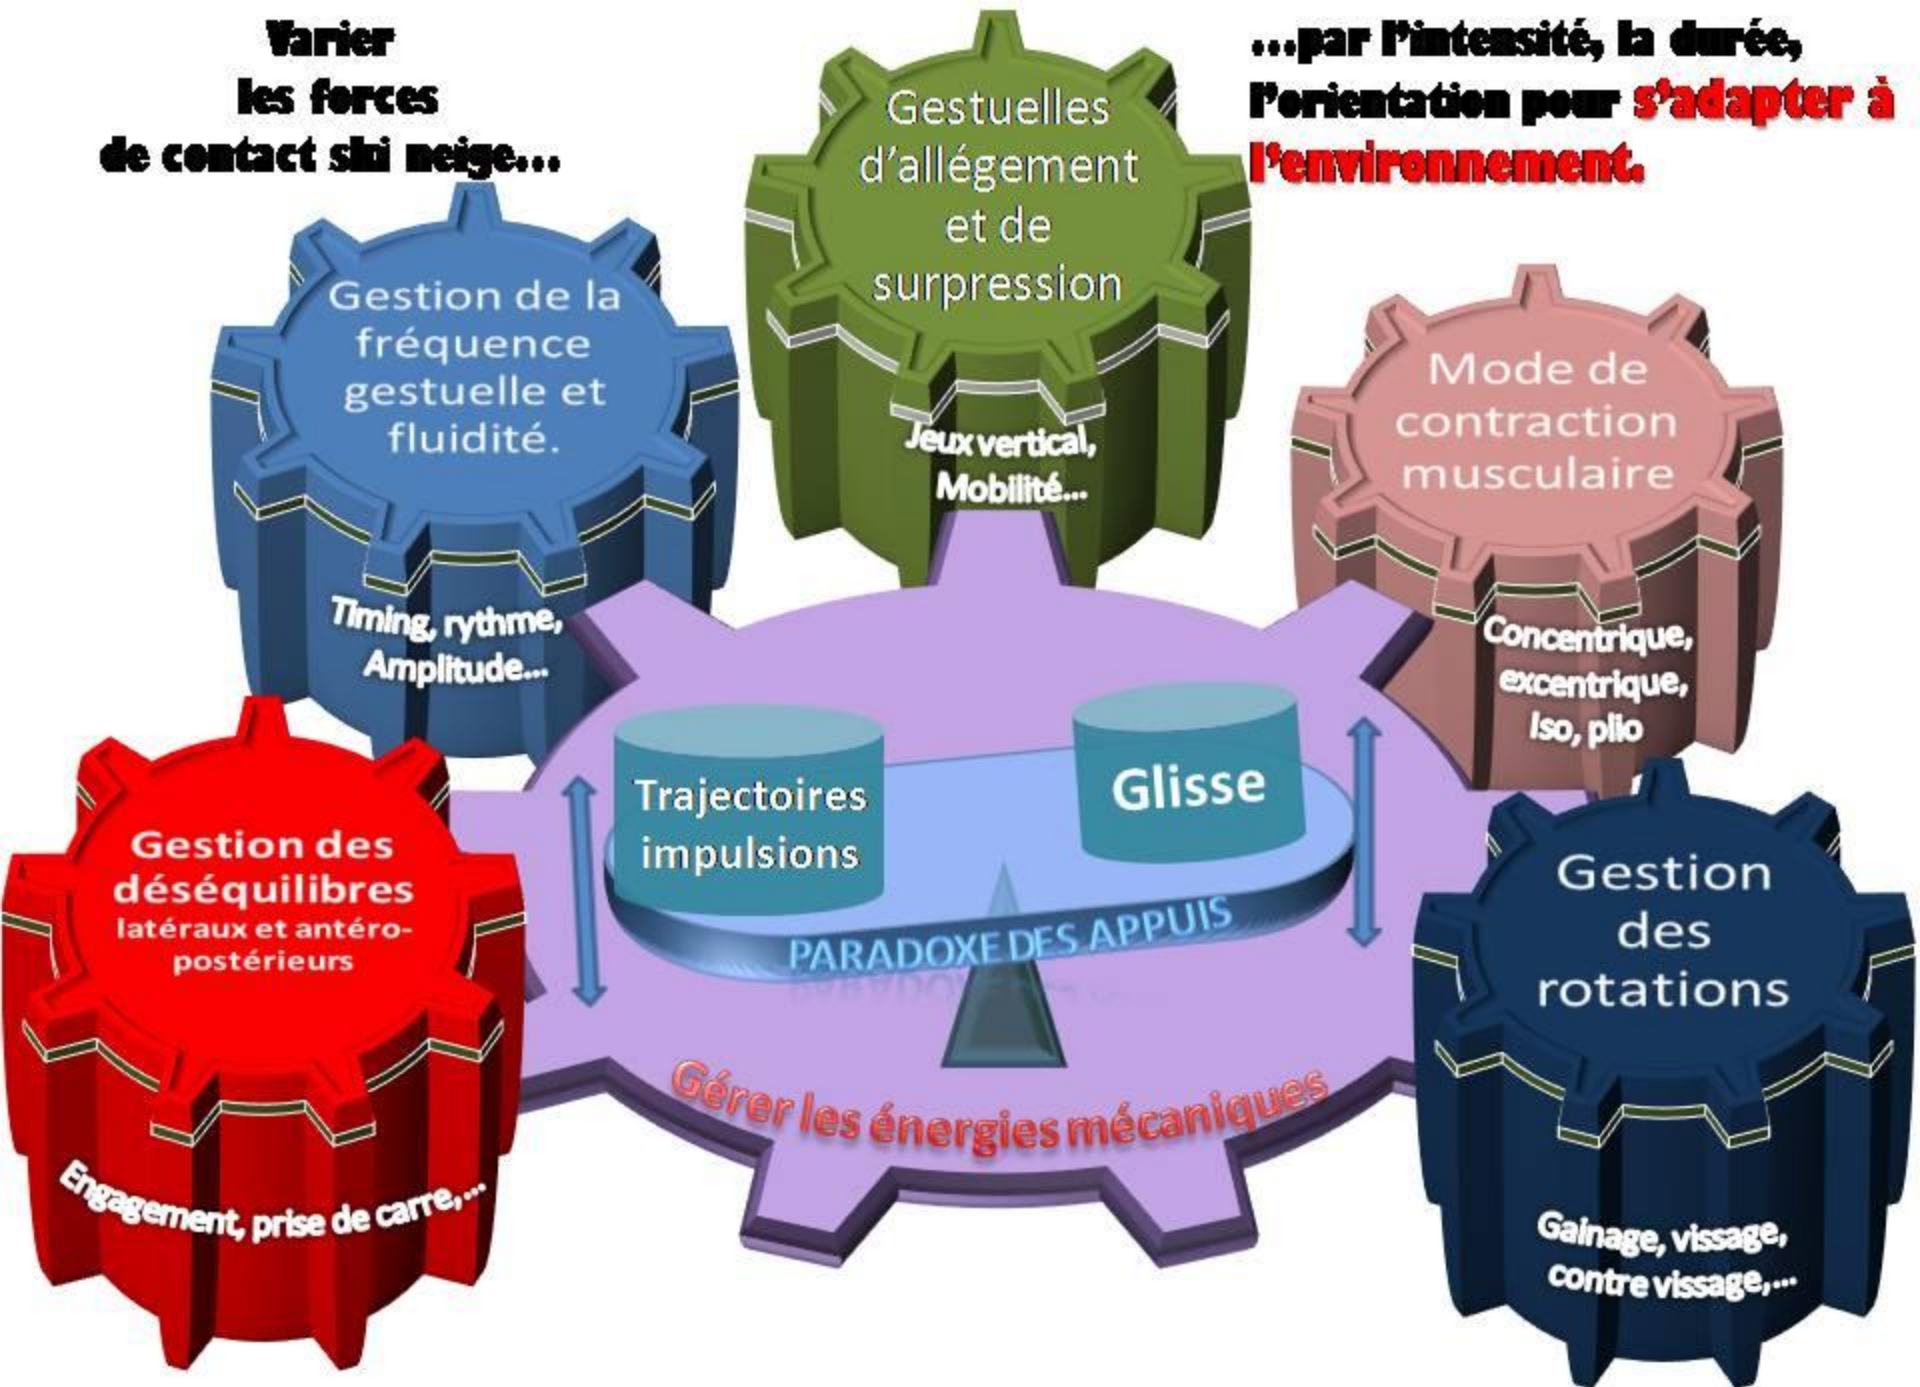 Varier
les forces
de contact ski neige...
...par l'intensité, la durée,
l'orientation pour s'adapter à
l'environnement.
Gestuelles
d'allégement
et de
surpression
Jeux vertical,
Mobilité...
Gestion de la
fréquence
gestuelle et
fluidité.
Timing, rythme,
Amplitude...
Mode de
contraction
musculaire
Concentrique,
excentrique,
Iso, plio
Gestion des
déséquilibres
latéraux et antéro-
postérieurs
Engagement, prise de carre,...
Trajectoires
impulsions
Glisse
PARADOXE DES APPUIS
Gérer les énergies mécaniques
Gestion
des
rotations
Gainage, vissage,
contre vissage,...